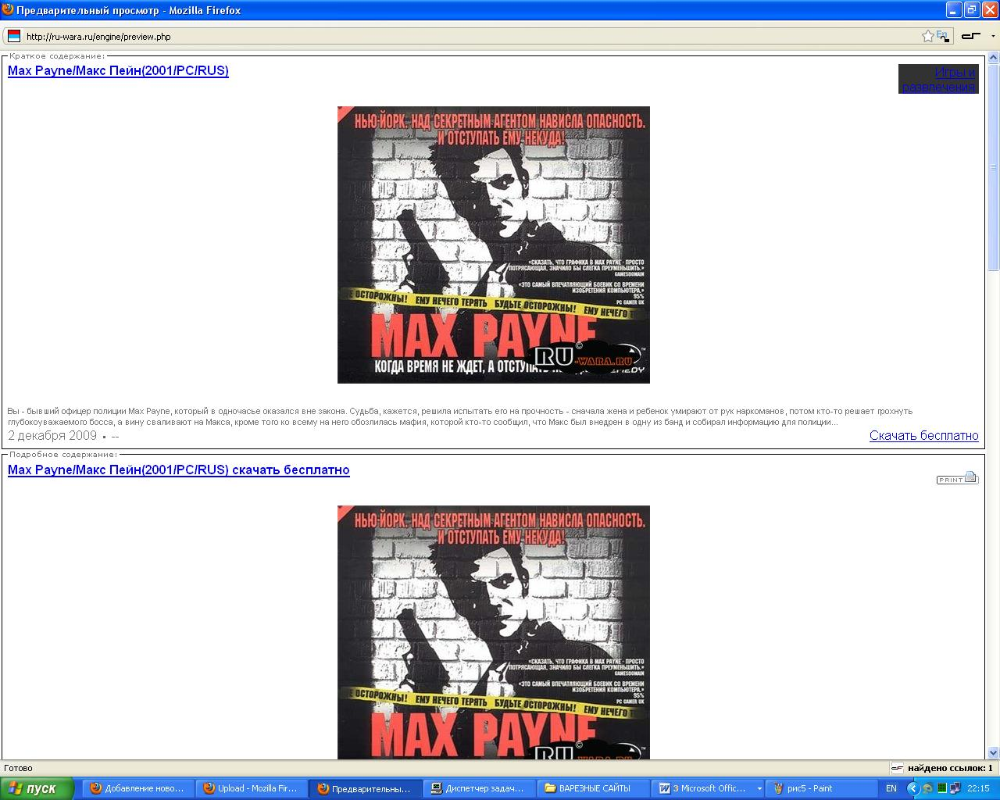 Предварительный просмотр - Mozilla Firefox
http://ru-wara.ru/engine/preview.php
En
Краткое содержание:
Max Payne/Макс Пейн(2001/PC/RUS)
Игры и
развлечения
НЬЮ-ЙОРК. НАД СЕКРЕТНЫМ АГЕНТОМ НАВИСЛА ОПАСНОСТЬ.
И ОТСТУПАТЬ ЕМУ НЕКУДА!
«СКАЗАТЬ, ЧТО ГРАФИКА В MAX PAYNE - ПРОСТО
ПОТРЯСАЮЩАЯ, ЗНАЧИЛО БЫ СЛЕГКА ПРЕУМЕНЬШИТЬ.»
GAMESDOMAIN
«ЭТО САМЫЙ ВПЕЧАТЛЯЮЩИЙ БОЕВИК СО ВРЕМЕНИ
ИЗОБРЕТЕНИЯ КОМПЬЮТЕРА.»
95%
PC GAMER UK
Е ОСТОРОЖНЫ! ЕМУ НЕЧЕГО ТЕРЯТЬ БУДЬТЕ ОСТОРОЖНЫ! ЕМУ НЕЧЕГО Т
MAX PAYNE
RU-WARA.RU
КОГДА ВРЕМЯ НЕ ЖДЕТ, А ОТСТУПАТЬ
Вы - бывший офицер полиции Max Payne, который в одночасье оказался вне закона. Судьба, кажется, решила испытать его на прочность - сначала жена и ребенок умирают от рук наркоманов, потом кто-то решает грохнуть
глубокоуважаемого босса, а вину сваливают на Макса, кроме того ко всему на него обозлилась мафия, которой кто-то сообщил, что Макс был внедрен в одну из банд и собирал информацию для полиции...
2 декабря 2009 • --
Скачать бесплатно
Подробное содержание:
Max Payne/Макс Пейн(2001/PC/RUS) скачать бесплатно
PRINT
НЬЮ-ЙОРК. НАД СЕКРЕТНЫМ АГЕНТОМ НАВИСЛА ОПАСНОСТЬ.
И ОТСТУПАТЬ ЕМУ НЕКУДА!
«СКАЗАТЬ, ЧТО ГРАФИКА В MAX PAYNE - ПРОСТО
ПОТРЯСАЮЩАЯ, ЗНАЧИЛО БЫ СЛЕГКА ПРЕУМЕНЬШИТЬ.»
GAMESDOMAIN
«ЭТО САМЫЙ ВПЕЧАТЛЯЮЩИЙ БОЕВИК СО ВРЕМЕНИ
ИЗОБРЕТЕНИЯ КОМПЬЮТЕРА.»
95%
PC GAMER UK
Е ОСТОРОЖНЫ! ЕМУ НЕЧЕГО ТЕРЯТЬ БУДЬТЕ ОСТОРОЖНЫ! ЕМУ НЕЧЕГО Т
MAX PAYNE
RU-WARA.RU
Готово
найдено ссылок: 1
пуск
Добавление ново...
Upload - Mozilla Fir...
Предварительны...
Диспетчер задач...
ВАРЕЗНЫЕ САЙТЫ
3 Microsoft Offic...
рис5 - Paint
EN
22:15